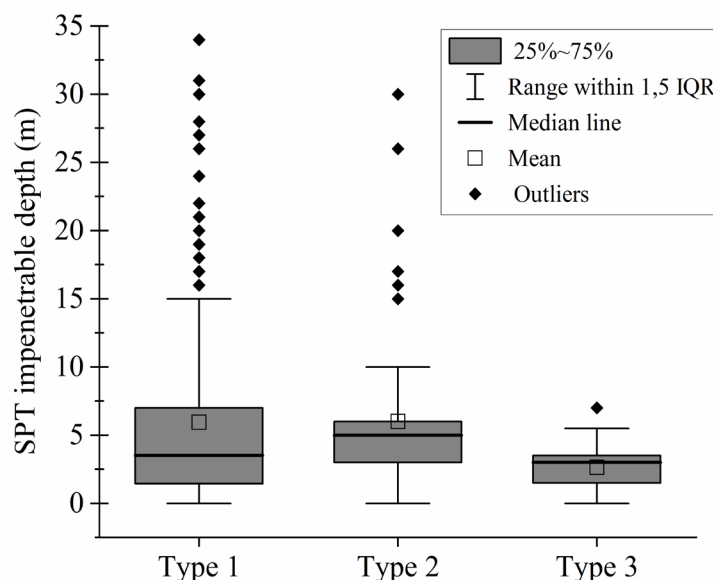 35
30
25
20
15
10
5
0
SPT impenetrable depth (m)
25%~75%
Range within 1,5 IQR
Median line
Mean
Outliers
Type 1
Type 2
Type 3